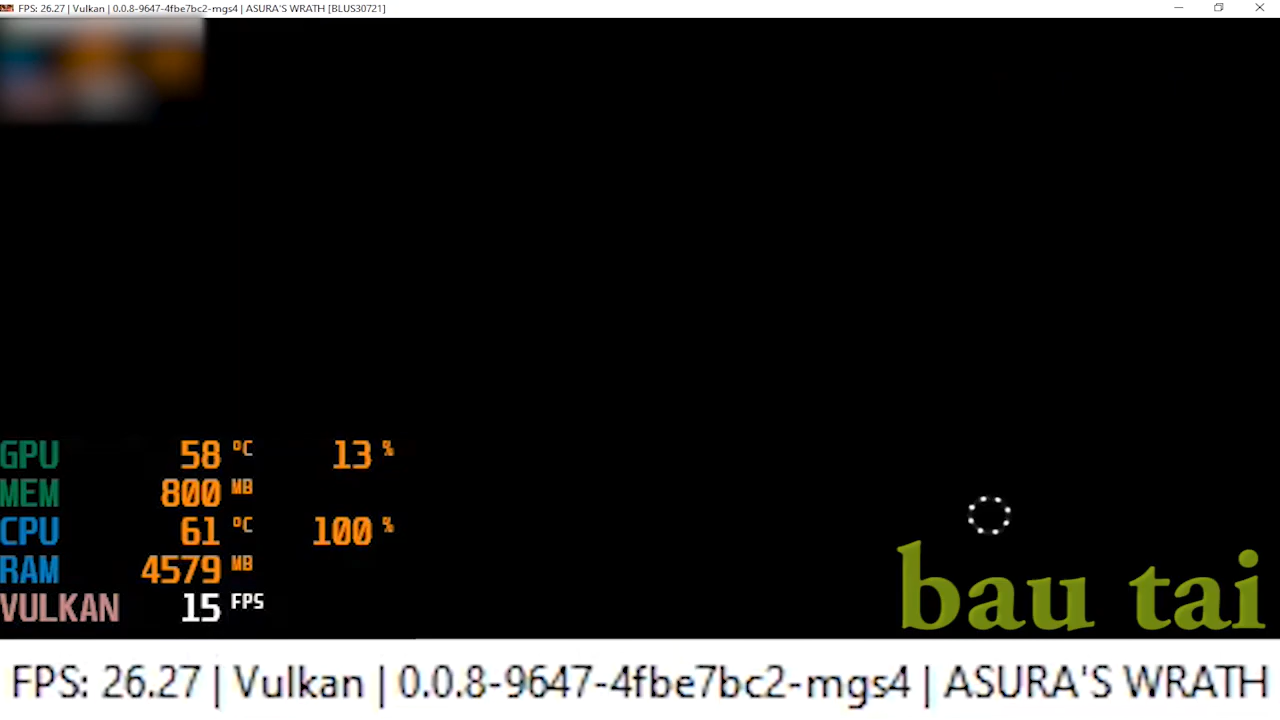 FPS: 26.27 | Vulkan | 0.0.8-9647-4fbe7bc2-mgs4 | ASURA'S WRATH [BLUS30721]
GPU 58 °C 13 %
MEM 800 MB
CPU 61 °C 100 %
RAM 4579 MB
VULKAN 15 FPS
bau tai
FPS: 26.27 | Vulkan | 0.0.8-9647-4fbe7bc2-mgs4 | ASURA'S WRATH